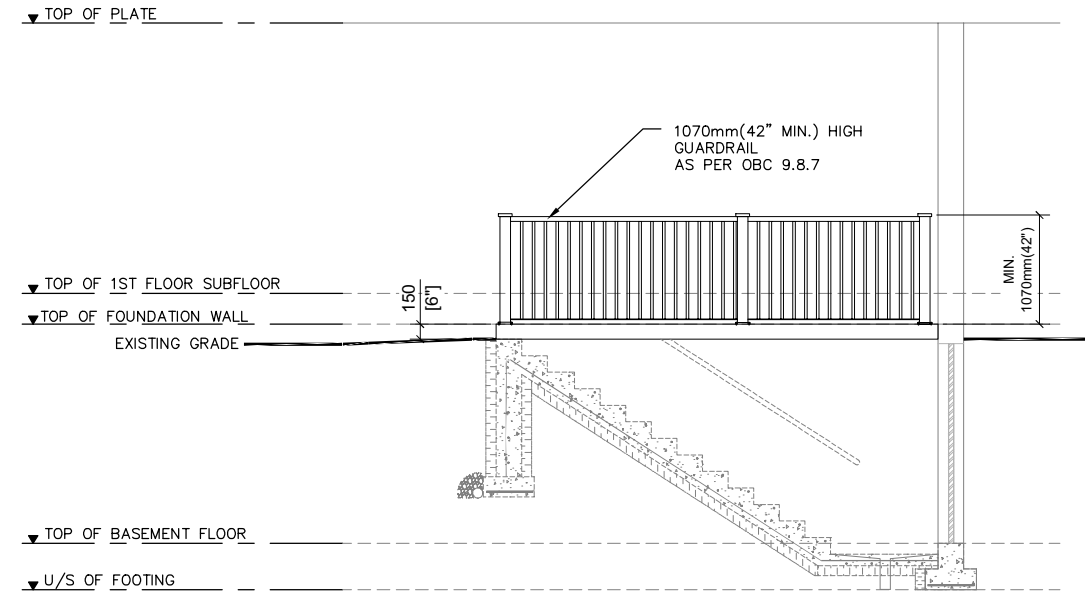 TOP OF PLATE
1070mm(42" MIN.) HIGH
GUARDRAIL
AS PER OBC 9.8.7
MIN.
1070mm(42")
TOP OF 1ST FLOOR SUBFLOOR
150
[6"]
TOP OF FOUNDATION WALL
EXISTING GRADE
TOP OF BASEMENT FLOOR
U/S OF FOOTING